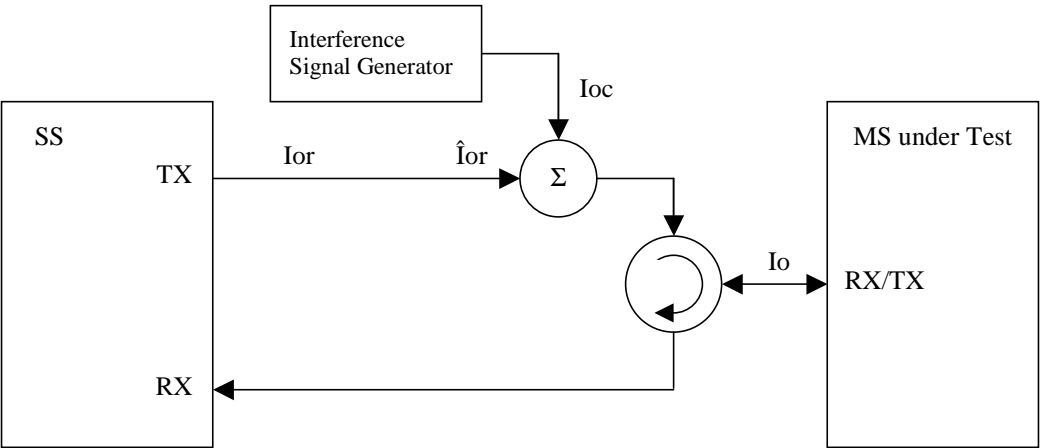 Interference
Signal Generator
Ioc
SS
MS under Test
TX
Ior
Îor
Σ
Io
RX/TX
RX